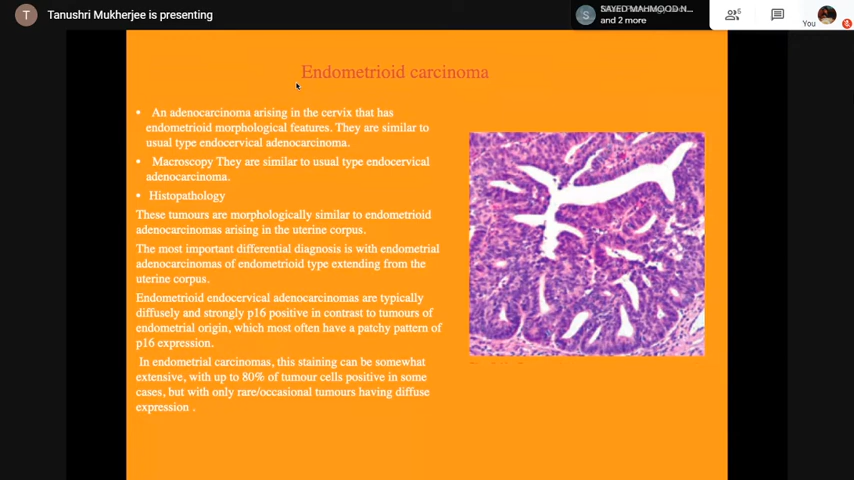 T Tanushri Mukherjee is presenting
S
and 2 more
6
You
Endometrioid carcinoma
• An adenocarcinoma arising in the cervix that has
endometrioid morphological features. They are similar to
usual type endocervical adenocarcinoma.
• Macroscopy They are similar to usual type endocervical
adenocarcinoma.
• Histopathology
These tumours are morphologically similar to endometrioid
adenocarcinomas arising in the uterine corpus.
The most important differential diagnosis is with endometrial
adenocarcinomas of endometrioid type extending from the
uterine corpus.
Endometrioid endocervical adenocarcinomas are typically
diffusely and strongly p16 positive in contrast to tumours of
endometrial origin, which most often have a patchy pattern of
p16 expression.
In endometrial carcinomas, this staining can be somewhat
extensive, with up to 80% of tumour cells positive in some
cases, but with only rare/occasional tumours having diffuse
expression .